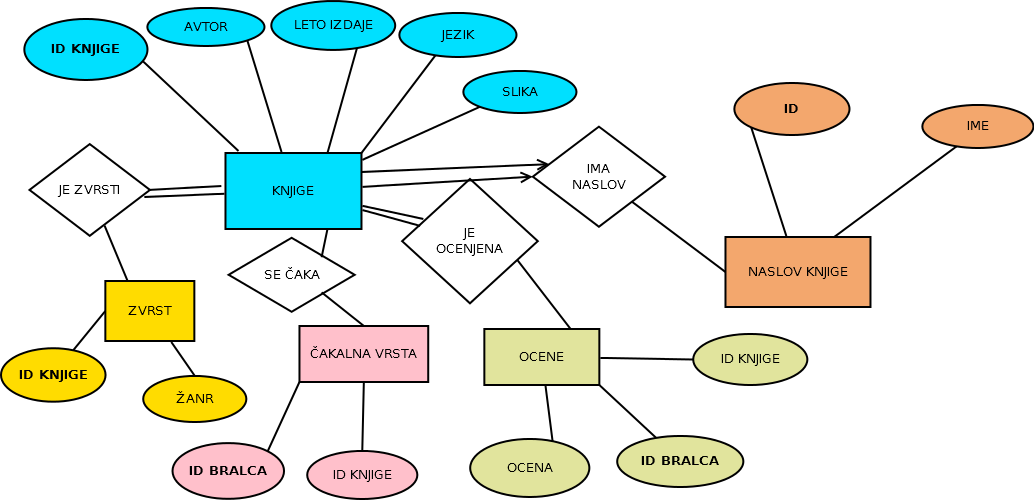 ID KNJIGE
AVTOR
LETO IZDAJE
JEZIK
SLIKA
ID
IME
JE ZVRSTI
KNJIGE
IMA
NASLOV
JE
OCENJENA
SE ČAKA
NASLOV KNJIGE
ZVRST
ČAKALNA VRSTA
OCENE
ID KNJIGE
ID KNJIGE
ŽANR
ID BRALCA
ID KNJIGE
OCENA
ID BRALCA